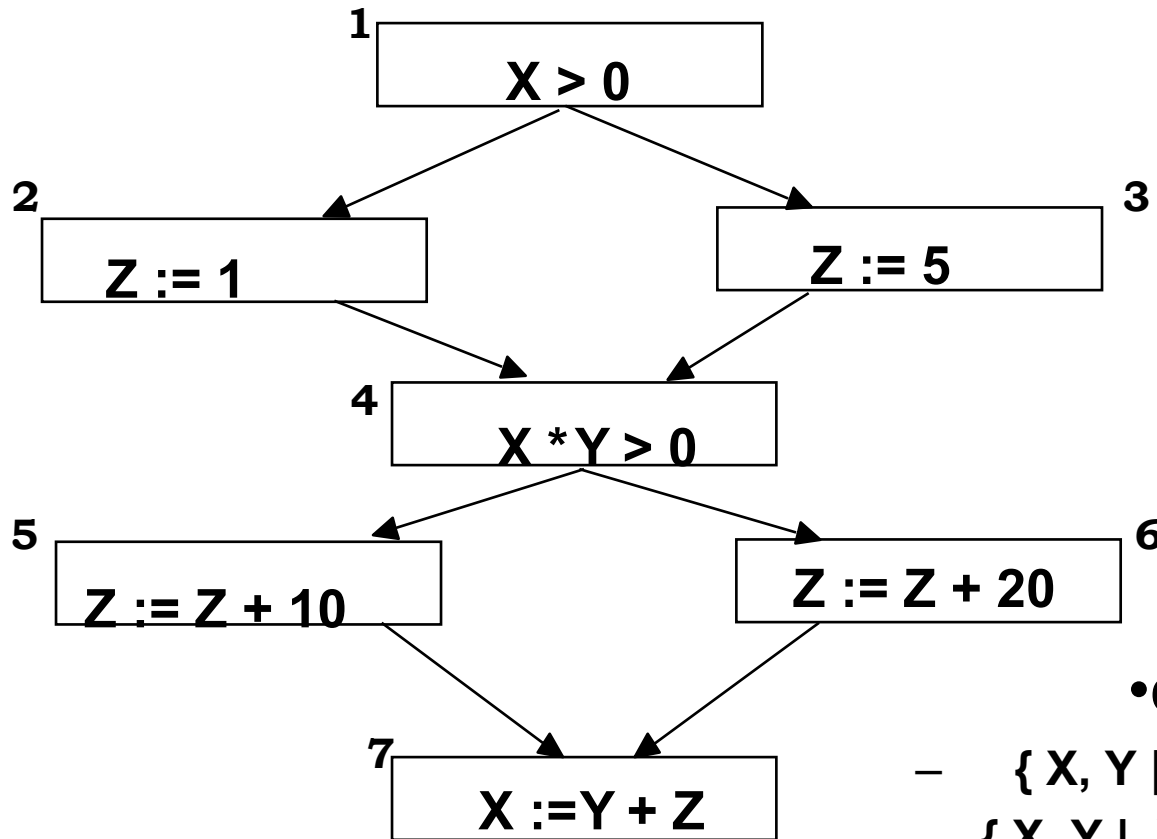 1
X > 0
2
3
Z := 1
Z := 5
4
X * Y > 0
5
6
Z := Z + 10
Z := Z + 20
7
– { X, Y |
X := Y + Z
{ X, Y |